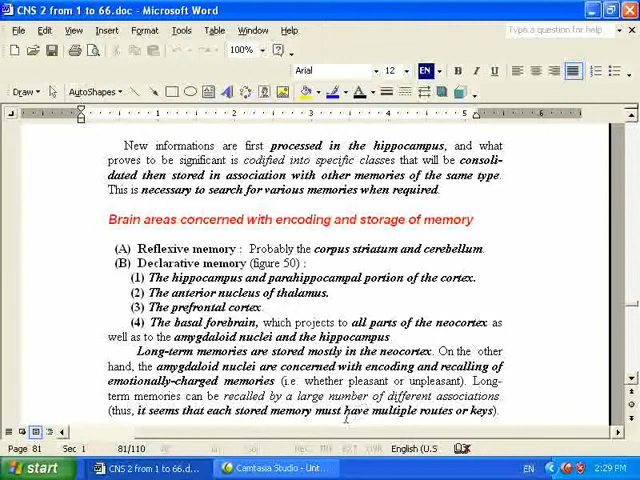 CNS 2 from 1 to 66.doc - Microsoft Word
File Edit View Insert Format Tools Table Window Help
Type a question for help
100%
Arial 12 EN B I U
Draw AutoShapes
New informations are first processed in the hippocampus, and what
proves to be significant is codified into specific classes that will be consoli-
dated then stored in association with other memories of the same type.
This is necessary to search for various memories when required.
Brain areas concerned with encoding and storage of memory
(A) Reflexive memory : Probably the corpus striatum and cerebellum.
(B) Declarative memory (figure 50) :
(1) The hippocampus and parahippocampal portion of the cortex.
(2) The anterior nucleus of thalamus.
(3) The prefrontal cortex.
(4) The basal forebrain, which projects to all parts of the neocortex as
well as to the amygdaloid nuclei and the hippocampus
Long-term memories are stored mostly in the neocortex. On the other
hand, the amygdaloid nuclei are concerned with encoding and recalling of
emotionally-charged memories (i.e. whether pleasant or unpleasant). Long-
term memories can be recalled by a large number of different associations
(thus, it seems that each stored memory must have multiple routes or keys).
Page 81 Sec 1 81/110 REC TRK EXT OVR English (U.S
start CNS 2 from 1 to 66.do... Camtasia Studio - Unt... EN 2:29 PM